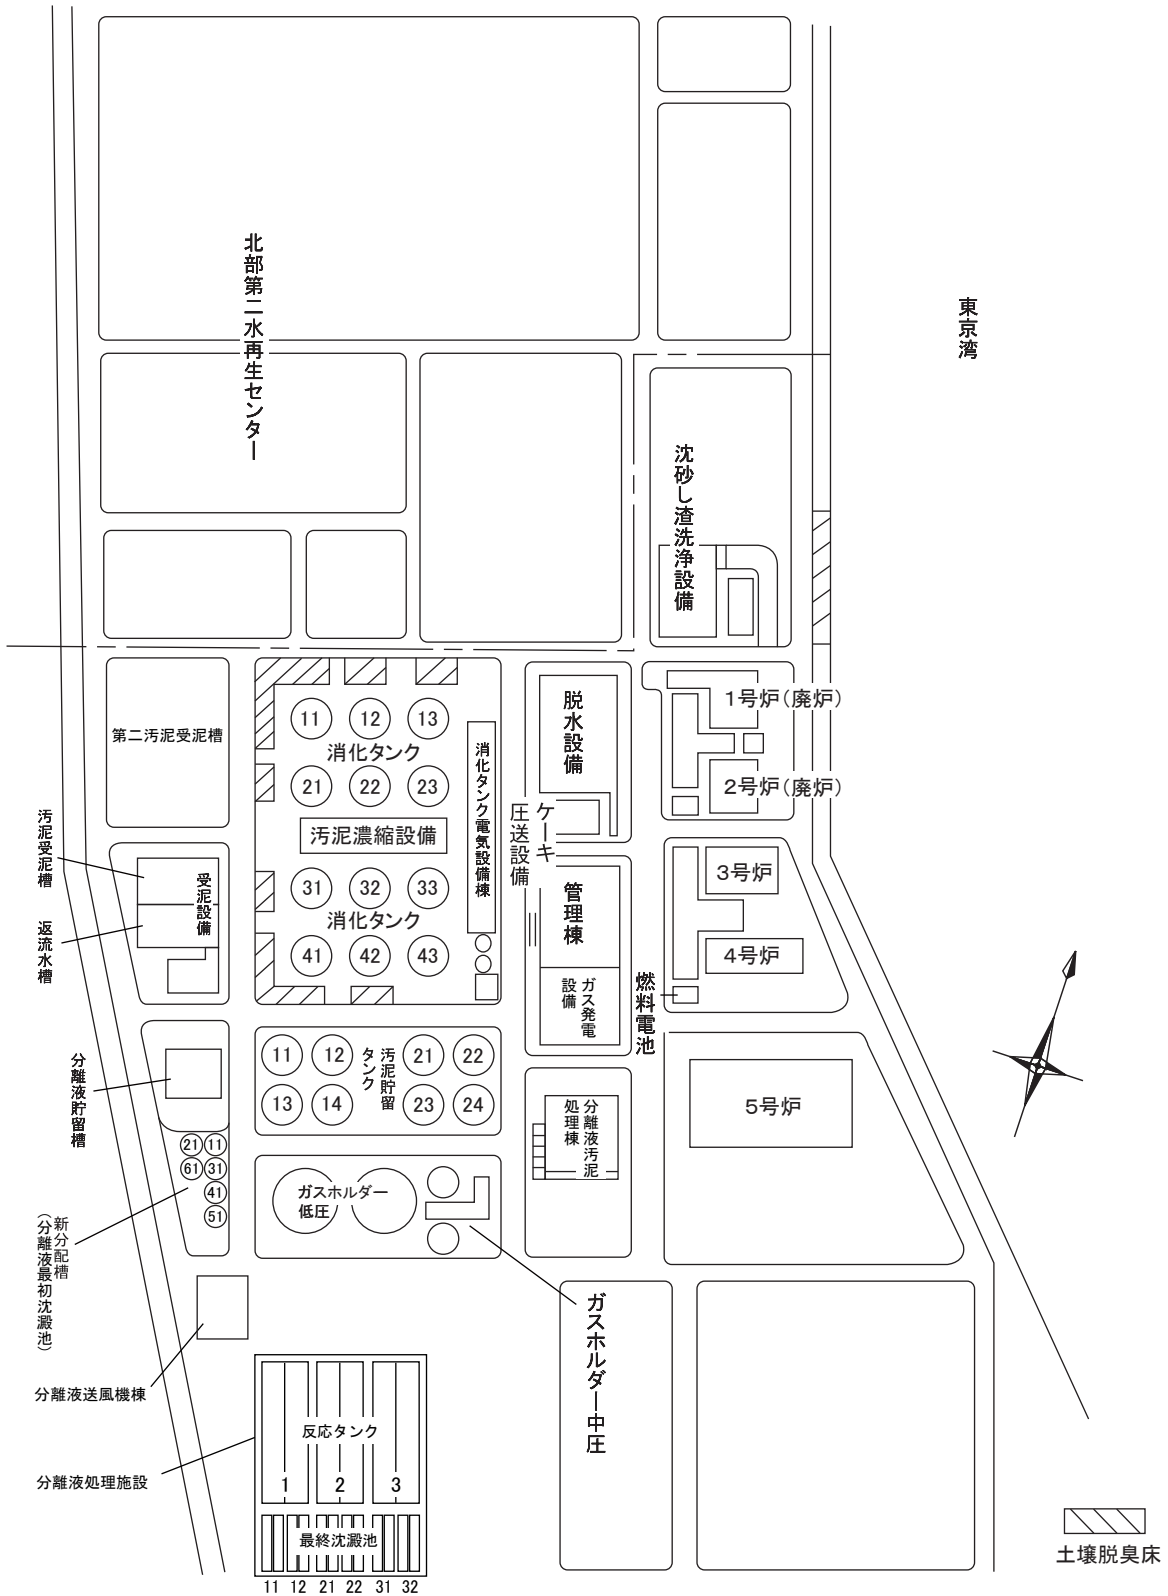 北部第二水再生センター
東京湾
沈砂し渣洗浄設備
第二汚泥受泥槽
11 12 13
消化タンク
21 22 23
汚泥濃縮設備
31 32 33
消化タンク
41 42 43
消化タンク電気設備棟
脱水設備
ケーキ
圧送設備
管理棟
ガス発電
設備
燃料電池
1号炉(廃炉)
2号炉(廃炉)
3号炉
4号炉
5号炉
汚泥受泥槽
受泥設備
返流水槽
分離液貯留槽
11 12
13 14
汚泥貯留
タンク
21 22
23 24
分離液汚泥
処理棟
21 11
61 31
41
51
新分配槽
(分離液最初沈澱池)
ガスホルダー
低圧
ガスホルダー中圧
分離液送風機棟
分離液処理施設
反応タンク
1 2 3
最終沈澱池
11 12 21 22 31 32
土壌脱臭床